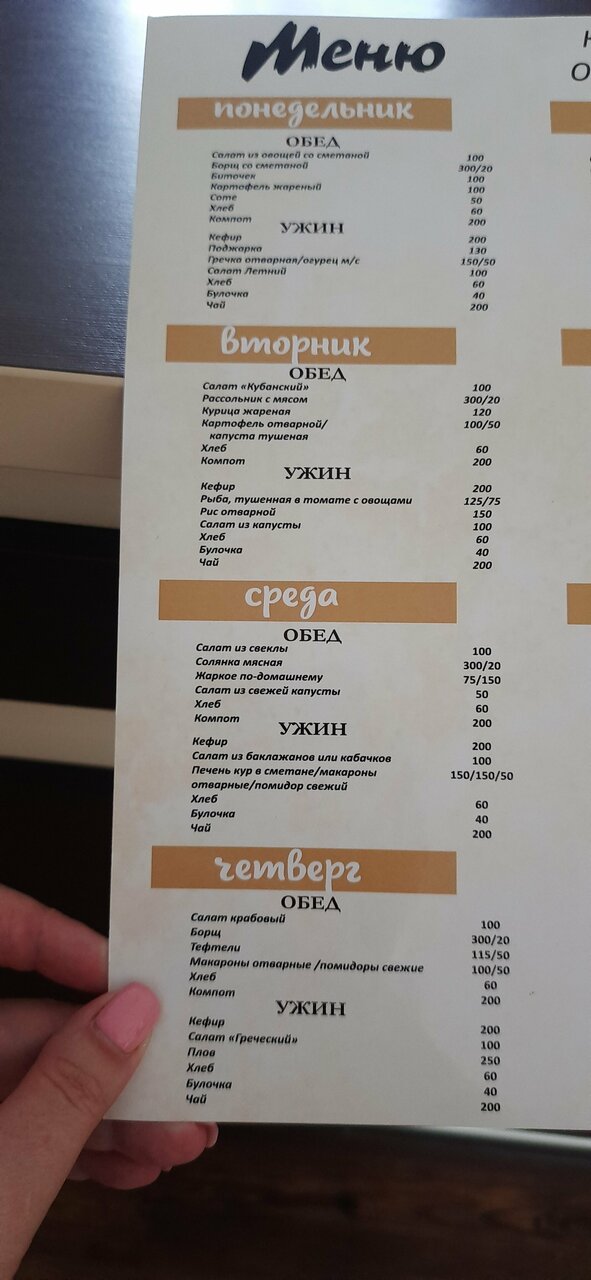 Меню
понедельник
ОБЕД
Салат из овощей со сметаной 100
Борщ со сметаной 300/20
Биточек 100
Картофель жареный 100
Соте 50
Хлеб 60
Компот 200
УЖИН
Кефир 200
Поджарка 130
Гречка отварная/огурец м/с 150/50
Салат Летний 100
Хлеб 60
Булочка 40
Чай 200
вторник
ОБЕД
Салат «Кубанский» 100
Рассольник с мясом 300/20
Курица жареная 120
Картофель отварной/ 100/50
капуста тушеная
Хлеб 60
Компот 200
УЖИН
Кефир 200
Рыба, тушенная в томате с овощами 125/75
Рис отварной 150
Салат из капусты 100
Хлеб 60
Булочка 40
Чай 200
среда
ОБЕД
Салат из свеклы 100
Солянка мясная 300/20
Жаркое по-домашнему 75/150
Салат из свежей капусты 50
Хлеб 60
Компот 200
УЖИН
Кефир 200
Салат из баклажанов или кабачков 100
Печень кур в сметане/макароны 150/150/50
отварные/помидор свежий
Хлеб 60
Булочка 40
Чай 200
четверг
ОБЕД
Салат крабовый 100
Борщ 300/20
Тефтели 115/50
Макароны отварные /помидоры свежие 100/50
Хлеб 60
Компот 200
УЖИН
Кефир 200
Салат «Греческий» 100
Плов 250
Хлеб 60
Булочка 40
Чай 200